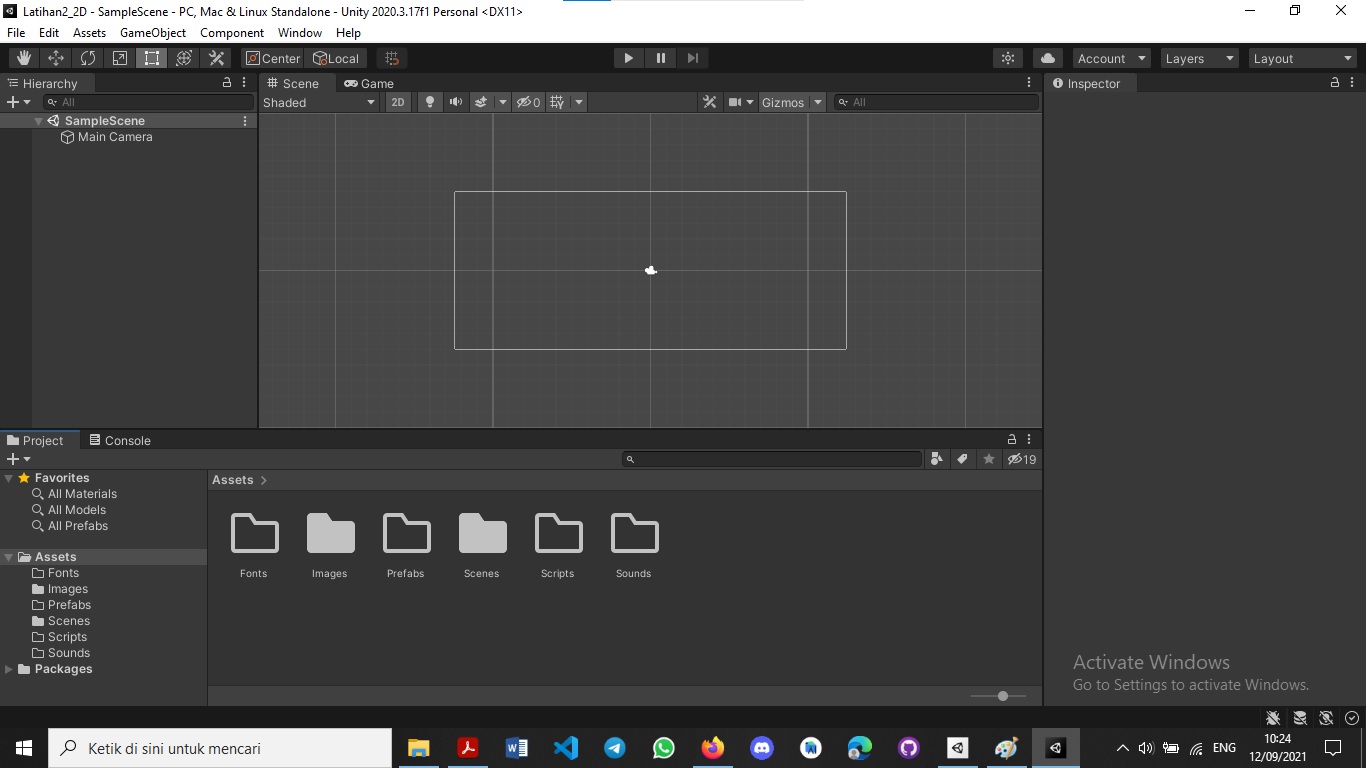 Latihan2_2D - SampleScene - PC, Mac & Linux Standalone - Unity 2020.3.17f1 Personal <DX11>
File Edit Assets GameObject Component Window Help
Center Local Account Layers Layout
Hierarchy
All
SampleScene
Main Camera
Scene Game
Shaded 2D 0 Gizmos All
Inspector
Project Console
19
Favorites
All Materials
All Models
All Prefabs
Assets
Fonts
Images
Prefabs
Scenes
Scripts
Sounds
Packages
Assets >
Fonts Images Prefabs Scenes Scripts Sounds
Activate Windows
Go to Settings to activate Windows.
Ketik di sini untuk mencari
ENG
10:24
12/09/2021